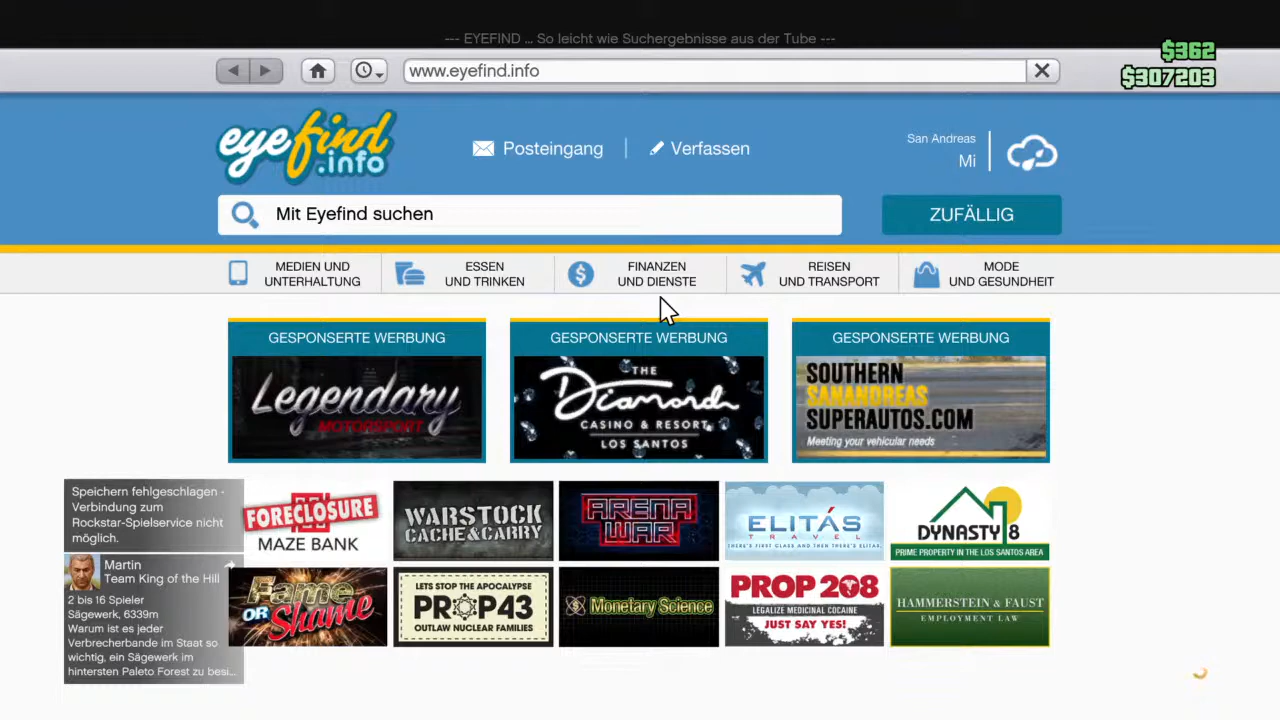 --- EYEFIND ... So leicht wie Suchergebnisse aus der Tube ---
$362
$307203
www.eyefind.info
eyefind
.info
Posteingang
Verfassen
San Andreas
Mi
Mit Eyefind suchen
ZUFÄLLIG
MEDIEN UND
UNTERHALTUNG
ESSEN
UND TRINKEN
FINANZEN
UND DIENSTE
REISEN
UND TRANSPORT
MODE
UND GESUNDHEIT
GESPONSERTE WERBUNG
Legendary
MOTORSPORT
GESPONSERTE WERBUNG
THE
Diamond
CASINO & RESORT
LOS SANTOS
GESPONSERTE WERBUNG
SOUTHERN
SANANDREAS
SUPERAUTOS.COM
Meeting your vehicular needs
Speichern fehlgeschlagen -
Verbindung zum
Rockstar-Spielservice nicht
möglich.
FORECLOSURE
MAZE BANK
WARSTOCK
CACHE&CARRY
ARENA
WAR
ELITÁS
TRAVEL
THERE'S FIRST CLASS AND THEN THERE'S ELITÁS.
DYNASTY 8
PRIME PROPERTY IN THE LOS SANTOS AREA
Martin
Team King of the Hill
2 bis 16 Spieler
Sägewerk, 6339m
Warum ist es jeder
Verbrecherbande im Staat so
wichtig, ein Sägewerk im
hintersten Paleto Forest zu besi...
Fame
OR Shame
LETS STOP THE APOCALYPSE
PROP43
OUTLAW NUCLEAR FAMILIES
Monetary Science
PROP 208
LEGALIZE MEDICINAL COCAINE
JUST SAY YES!
HAMMERSTEIN & FAUST
EMPLOYMENT LAW